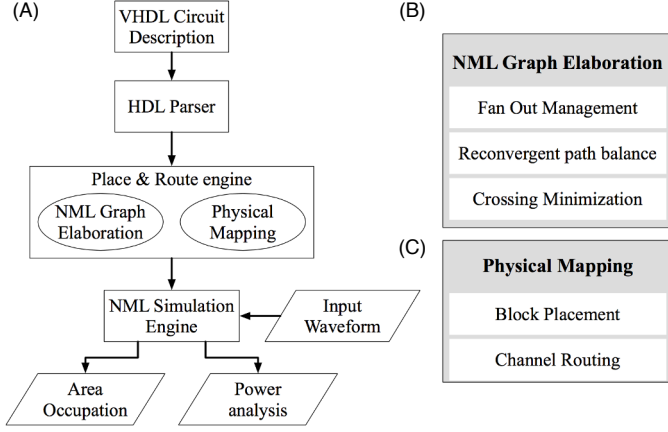 (A)
VHDL Circuit
Description
HDL Parser
Place & Route engine
NML Graph
Elaboration
Physical
Mapping
NML Simulation
Engine
Input
Waveform
Area
Occupation
Power
analysis
(B)
NML Graph Elaboration
Fan Out Management
Reconvergent path balance
Crossing Minimization
(C)
Physical Mapping
Block Placement
Channel Routing